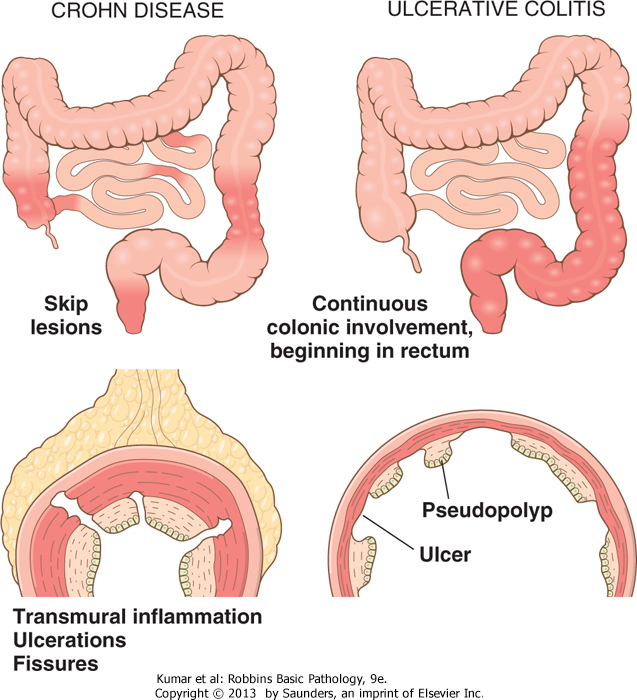 CROHN DISEASE
ULCERATIVE COLITIS
Skip
lesions
Continuous
colonic involvement,
beginning in rectum
Pseudopolyp
Ulcer
Transmural inflammation
Ulcerations
Fissures
Kumar et al: Robbins Basic Pathology, 9e.
Copyright © 2013 by Saunders, an imprint of Elsevier Inc.